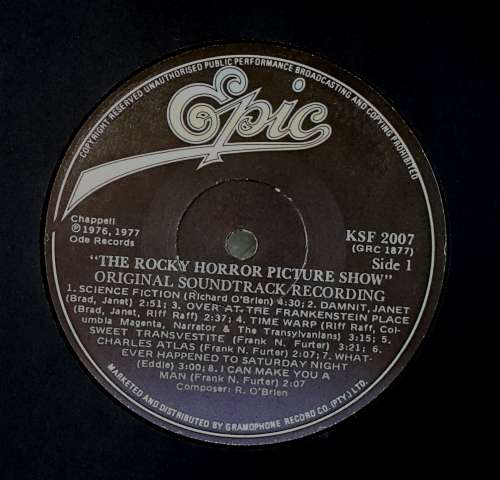 COPYRIGHT RESERVED UNAUTHORISED PUBLIC PERFORMANCE BROADCASTING AND COPYING PROHIBITED
Epic
Chappell
℗ 1976, 1977
Ode Records
KSF 2007
(GRC 1877)
Side 1
"THE ROCKY HORROR PICTURE SHOW"
ORIGINAL SOUNDTRACK/RECORDING
1. SCIENCE FICTION (Richard O'Brien) 4:30; 2. DAMNIT, JANET
(Brad, Janet) 2:51; 3. OVER AT THE FRANKENSTEIN PLACE
(Brad, Janet, Riff Raff) 2:37; 4. TIME WARP (Riff Raff, Col-
umbia Magenta, Narrator & The Transylvanians) 3:15; 5.
SWEET TRANSVESTITE (Frank N. Furter) 3:21; 6.
CHARLES ATLAS (Frank N. Furter) 2:07; 7. WHAT-
EVER HAPPENED TO SATURDAY NIGHT
(Eddie) 3:00; 8. I CAN MAKE YOU A
MAN (Frank N. Furter) 2:07
Composer: R. O'Brien
MARKETED AND DISTRIBUTED BY GRAMOPHONE RECORD CO. (PTY.) LTD.